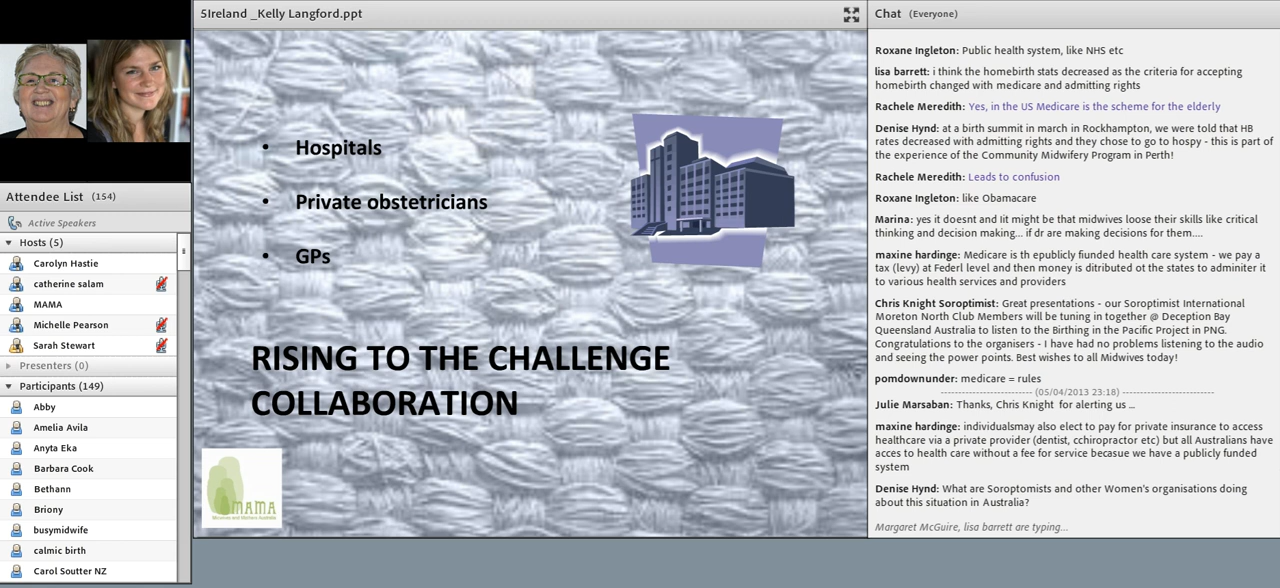 5Ireland _Kelly Langford.ppt
Attendee List (154)
Active Speakers
Hosts (5)
Carolyn Hastie
catherine salam
MAMA
Michelle Pearson
Sarah Stewart
Presenters (0)
Participants (149)
Abby
Amelia Avila
Anyta Eka
Barbara Cook
Bethann
Briony
busymidwife
calmic birth
Carol Soutter NZ
• Hospitals
• Private obstetricians
• GPs
RISING TO THE CHALLENGE
COLLABORATION
MAMA
Midwives and Mothers Australia
Chat (Everyone)
Roxane Ingleton: Public health system, like NHS etc
lisa barrett: i think the homebirth stats decreased as the criteria for accepting
homebirth changed with medicare and admitting rights
Rachele Meredith: Yes, in the US Medicare is the scheme for the elderly
Denise Hynd: at a birth summit in march in Rockhampton, we were told that HB
rates decreased with admitting rights and they chose to go to hospy - this is part of
the experience of the Community Midwifery Program in Perth!
Rachele Meredith: Leads to confusion
Roxane Ingleton: like Obamacare
Marina: yes it doesnt and Iit might be that midwives loose their skills like critical
thinking and decision making... if dr are making decisions for them....
maxine hardinge: Medicare is th epublicly fiunded health care system - we pay a
tax (levy) at Federl level and then money is ditributed ot the states to adminiter it
to various health services and providers
Chris Knight Soroptimist: Great presentations - our Soroptimist International
Moreton North Club Members will be tuning in together @ Deception Bay
Queensland Australia to listen to the Birthing in the Pacific Project in PNG.
Congratulations to the organisers - I have had no problems listening to the audio
and seeing the power points. Best wishes to all Midwives today!
pomdownunder: medicare = rules
------------------------- (05/04/2013 23:18) -------------------------
Julie Marsaban: Thanks, Chris Knight for alerting us ...
maxine hardinge: individualsmay also elect to pay for private insurance to access
healthcare via a private provider (dentist, cchiropractor etc) but all Australians have
acces to health care without a fee for service becasue we have a publicly funded
system
Denise Hynd: What are Soroptomists and other Women's organisations doing
about this situation in Australia?
Margaret McGuire, lisa barrett are typing...